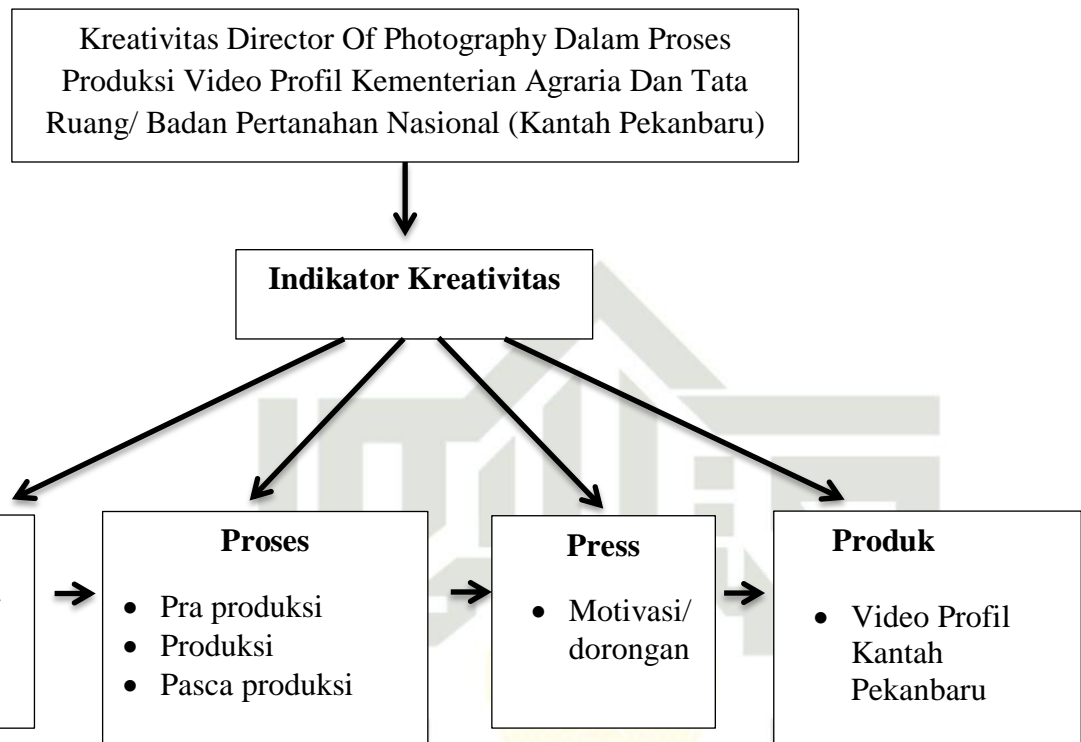 Kreativitas Director Of Photography Dalam Proses
Produksi Video Profil Kementerian Agraria Dan Tata
Ruang/ Badan Pertanahan Nasional (Kantah Pekanbaru)
Indikator Kreativitas
Proses
• Pra produksi
• Produksi
• Pasca produksi
Press
• Motivasi/
dorongan
Produk
• Video Profil
Kantah
Pekanbaru